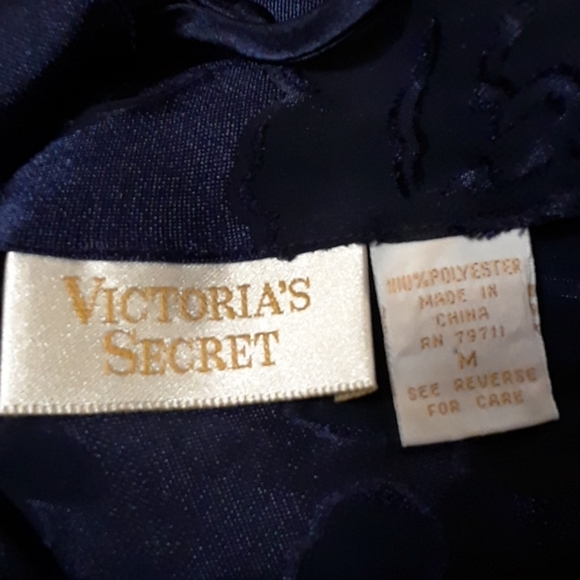 VICTORIA'S
SECRET
100% POLYESTER
MADE IN
CHINA
RN 79711
M
SEE REVERSE
FOR CARE